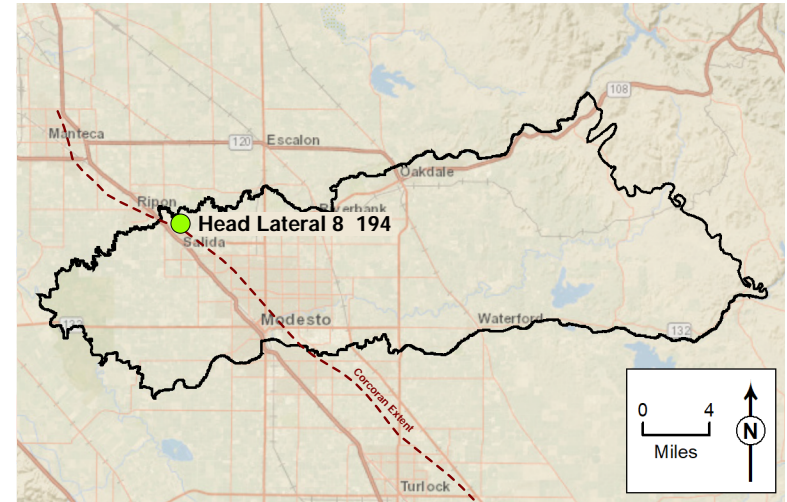 108
Manteca
120 Escalon
Oakdale
Ripon
Riverbank
Head Lateral 8 194
Salida
132
Modesto
Waterford
132
Corcoran Extent
Turlock
0 4
Miles
N